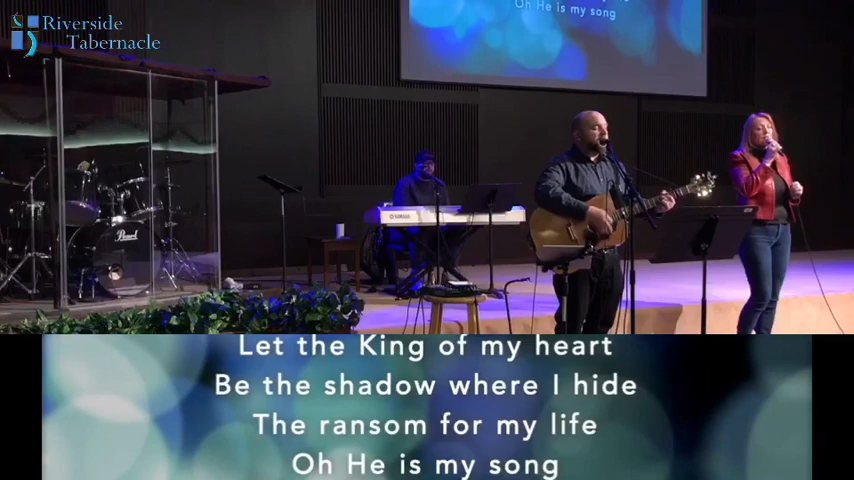 Riverside
Tabernacle
Oh He is my song
YAMAHA
Pearl
Let the King of my heart
Be the shadow where I hide
The ransom for my life
Oh He is my song